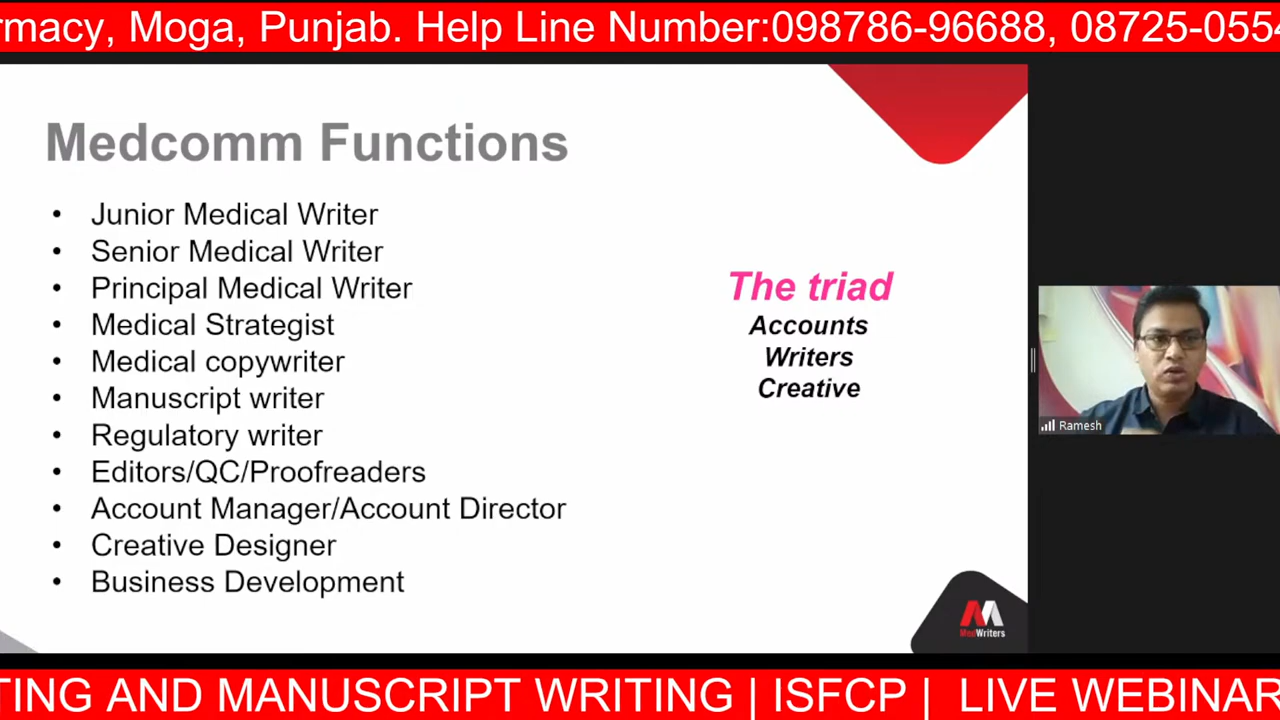 rmacy, Moga, Punjab. Help Line Number:098786-96688, 08725-0554
Medcomm Functions
• Junior Medical Writer
• Senior Medical Writer
• Principal Medical Writer
• Medical Strategist
• Medical copywriter
• Manuscript writer
• Regulatory writer
• Editors/QC/Proofreaders
• Account Manager/Account Director
• Creative Designer
• Business Development
The triad
Accounts
Writers
Creative
Ramesh
MedWriters
TING AND MANUSCRIPT WRITING | ISFCP | LIVE WEBINAR